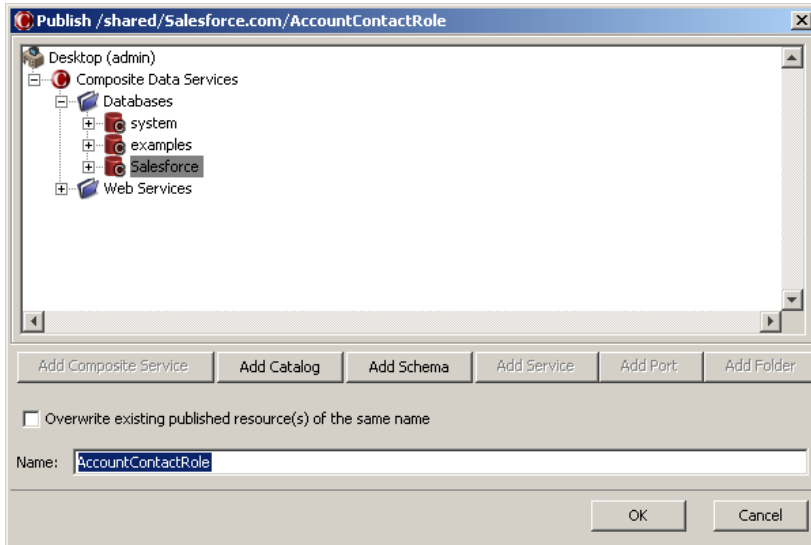 Publish /shared/Salesforce.com/AccountContactRole
Desktop (admin)
Composite Data Services
Databases
system
examples
Salesforce
Web Services
Add Composite Service Add Catalog Add Schema Add Service Add Port Add Folder
Overwrite existing published resource(s) of the same name
Name: AccountContactRole
OK Cancel